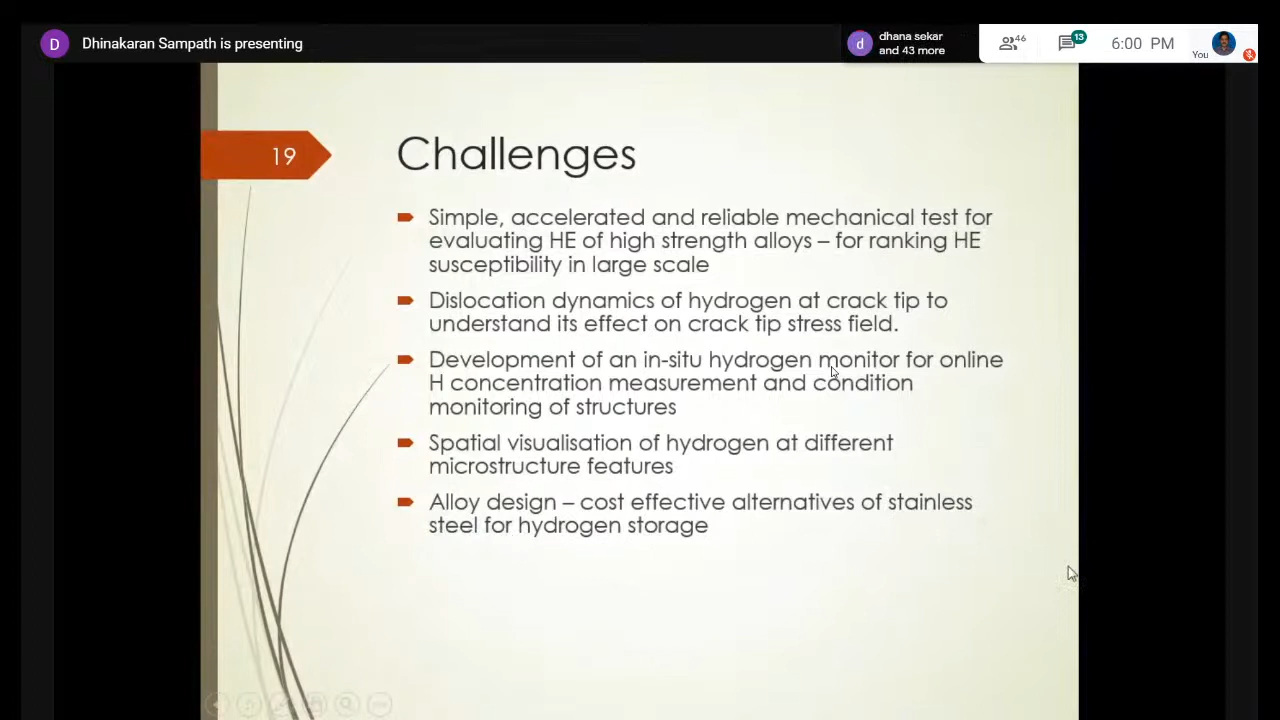 D
Dhinakaran Sampath is presenting
d
dhana sekar
and 43 more
46
13
6:00 PM
You
19
Challenges
Simple, accelerated and reliable mechanical test for
evaluating HE of high strength alloys – for ranking HE
susceptibility in large scale
Dislocation dynamics of hydrogen at crack tip to
understand its effect on crack tip stress field.
Development of an in-situ hydrogen monitor for online
H concentration measurement and condition
monitoring of structures
Spatial visualisation of hydrogen at different
microstructure features
Alloy design – cost effective alternatives of stainless
steel for hydrogen storage